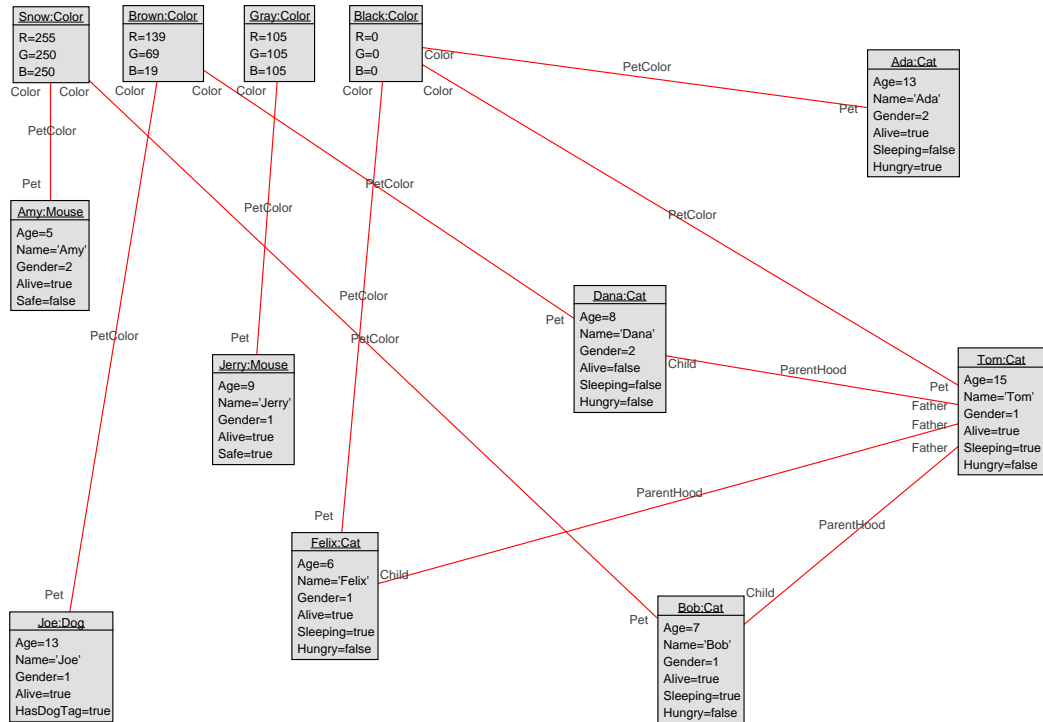 Snow:Color
R=255
G=250
B=250
Brown:Color
R=139
G=69
B=19
Gray:Color
R=105
G=105
B=105
Black:Color
R=0
G=0
B=0
Color
Color
Color
Color
Color
Color
Color
Color
PetColor
Pet
Ada:Cat
Age=13
Name='Ada'
Gender=2
Alive=true
Sleeping=false
Hungry=true
PetColor
Pet
Amy:Mouse
Age=5
Name='Amy'
Gender=2
Alive=true
Safe=false
PetColor
PetColor
PetColor
PetColor
PetColor
PetColor
Pet
Dana:Cat
Age=8
Name='Dana'
Gender=2
Alive=false
Sleeping=false
Hungry=false
Pet
Jerry:Mouse
Age=9
Name='Jerry'
Gender=1
Alive=true
Safe=true
Child
ParentHood
Pet
Father
Father
Father
Tom:Cat
Age=15
Name='Tom'
Gender=1
Alive=true
Sleeping=true
Hungry=false
ParentHood
ParentHood
Pet
Felix:Cat
Age=6
Name='Felix'
Gender=1
Alive=true
Sleeping=true
Hungry=false
Child
Child
Pet
Bob:Cat
Age=7
Name='Bob'
Gender=1
Alive=true
Sleeping=true
Hungry=false
Pet
Joe:Dog
Age=13
Name='Joe'
Gender=1
Alive=true
HasDogTag=true